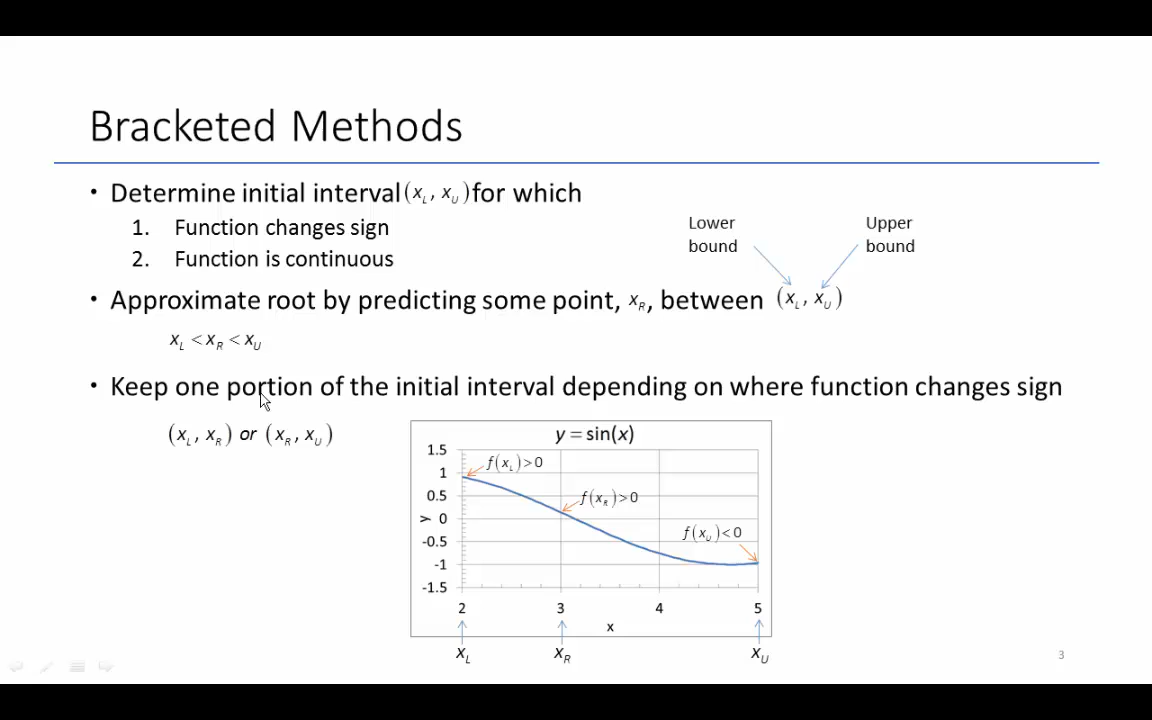 Bracketed Methods
• Determine initial interval (x_L, x_U) for which
1. Function changes sign
2. Function is continuous
Lower bound
Upper bound
• Approximate root by predicting some point, x_R, between (x_L, x_U)
x_L < x_R < x_U
• Keep one portion of the initial interval depending on where function changes sign
(x_L, x_R) or (x_R, x_U)
y = sin(x)
f(x_L) > 0
f(x_R) > 0
f(x_U) < 0
1.5
1
0.5
0
-0.5
-1
-1.5
y
2 3 4 5
x
x_L x_R x_U
3